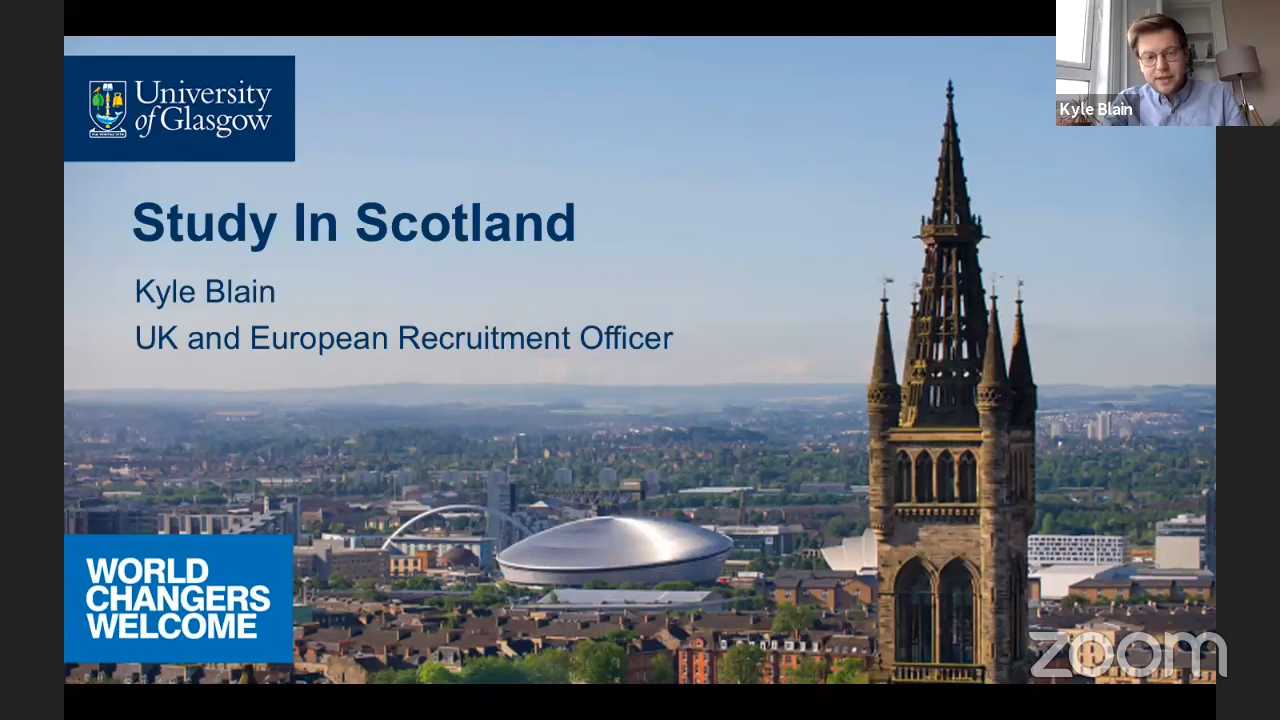 University
of Glasgow
Kyle Blain
Study In Scotland
Kyle Blain
UK and European Recruitment Officer
WORLD
CHANGERS
WELCOME
zoom